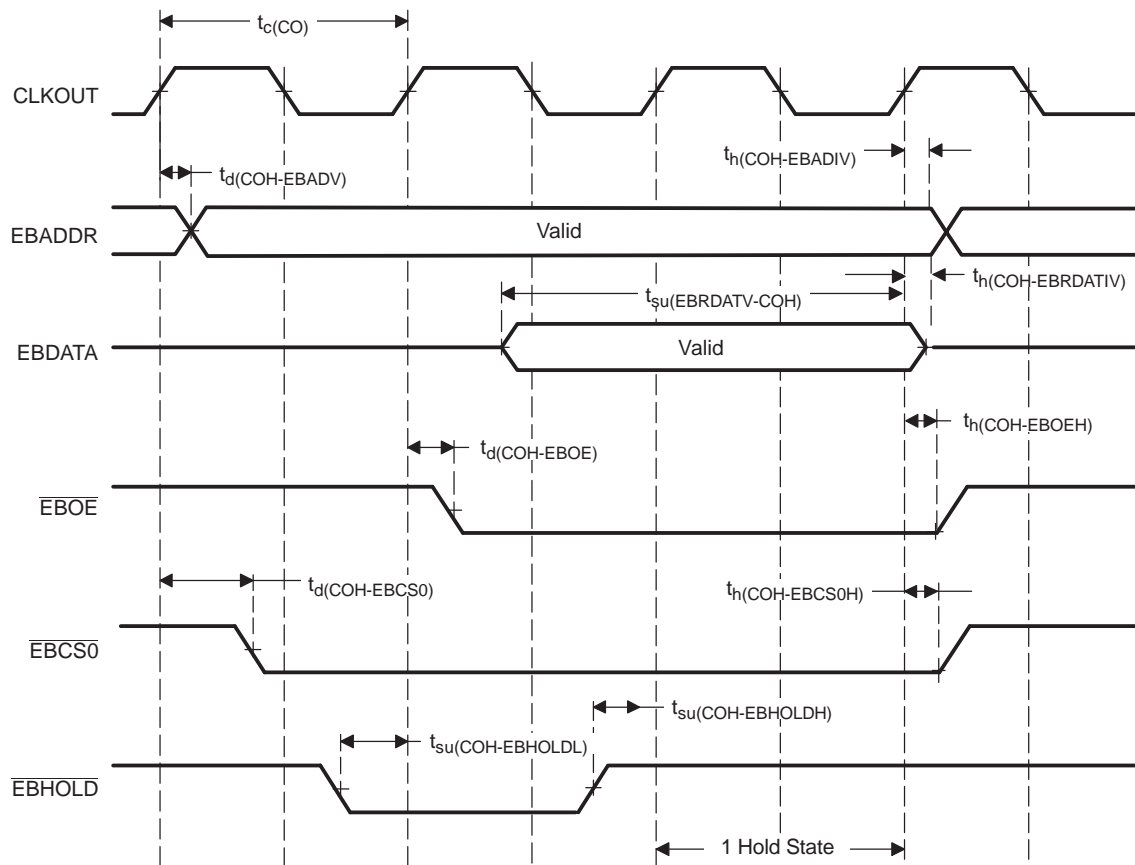 tc(CO)
CLKOUT
th(COH-EBADIV)
td(COH-EBADV)
EBADDR
Valid
th(COH-EBRDATIV)
tsu(EBRDATV-COH)
EBDATA
Valid
th(COH-EBOEH)
td(COH-EBOE)
EBOE
td(COH-EBCS0)
th(COH-EBCS0H)
EBCS0
tsu(COH-EBHOLDH)
tsu(COH-EBHOLDL)
EBHOLD
1 Hold State